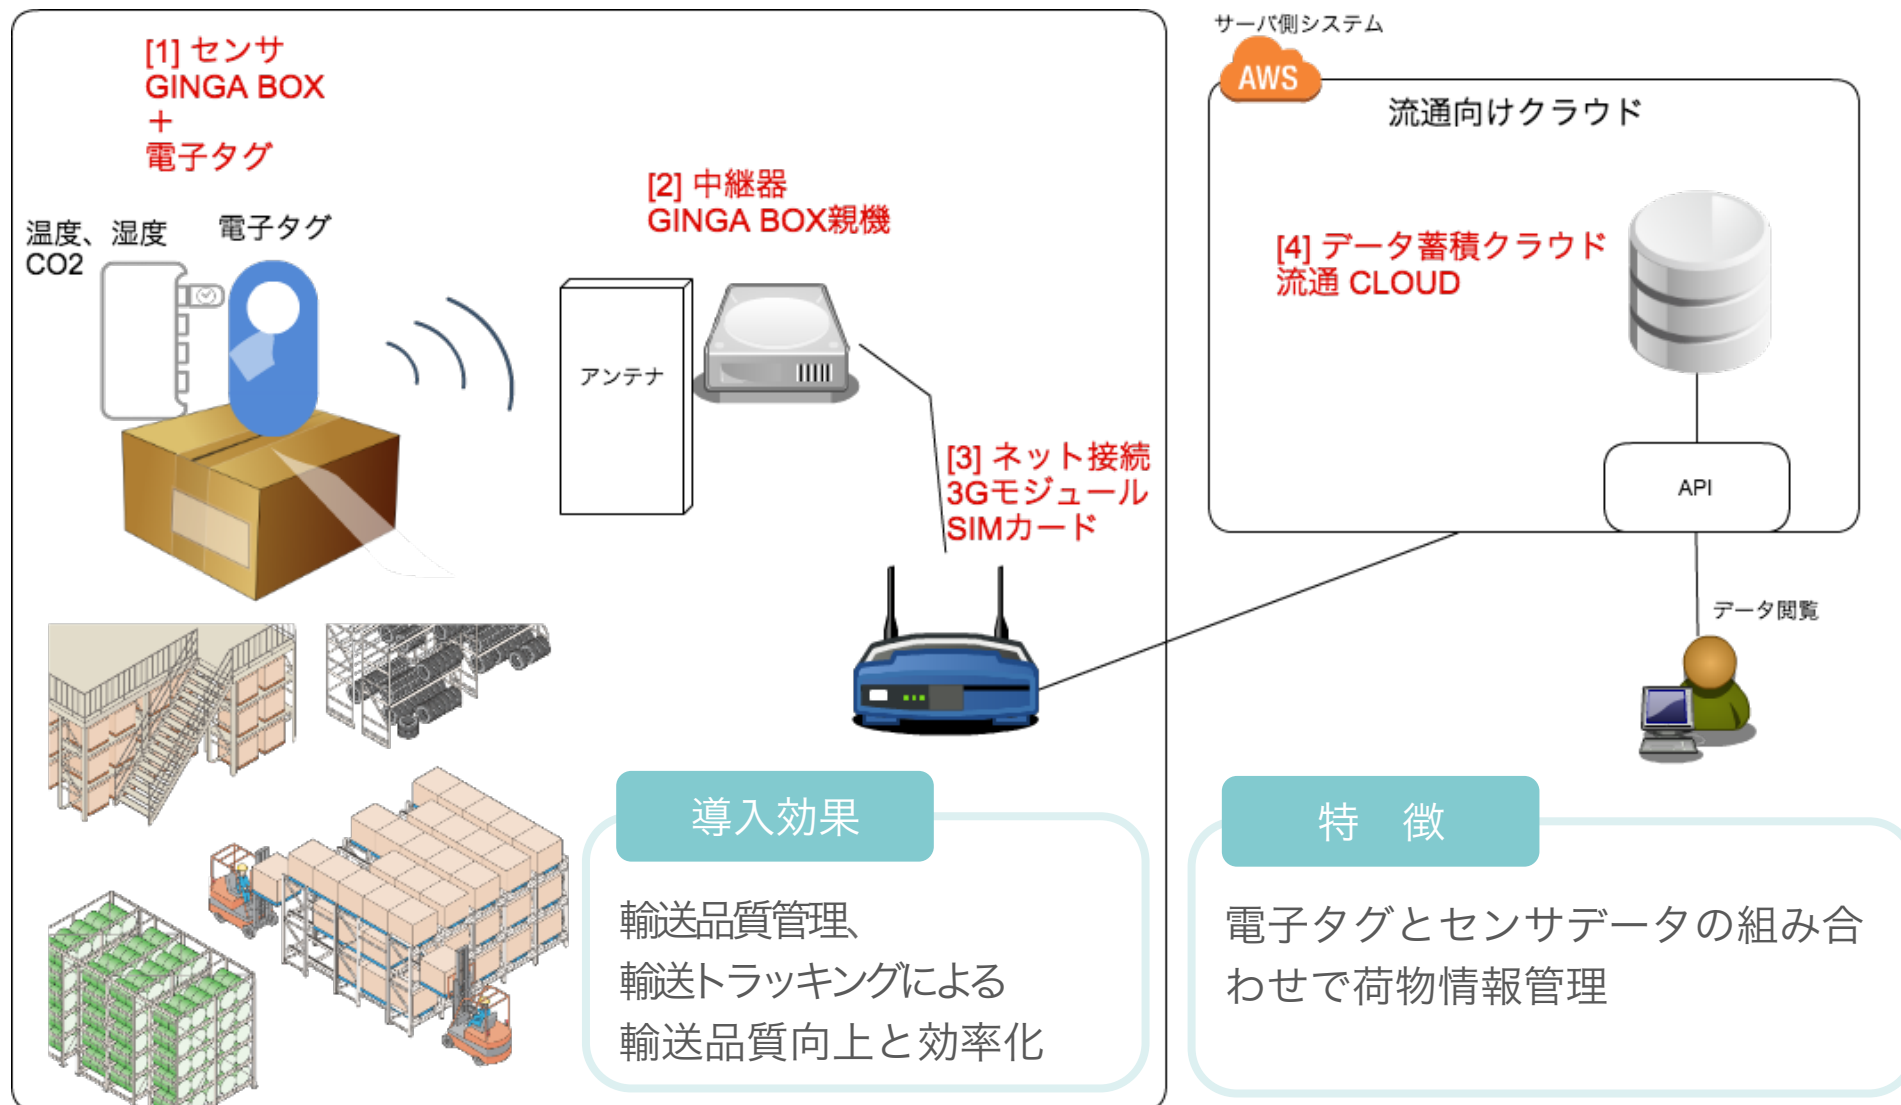 [1] センサ
GINGA BOX
＋
電子タグ
温度、湿度
CO2
電子タグ
[2] 中継器
GINGA BOX親機
アンテナ
[3] ネット接続
3Gモジュール
SIMカード
サーバ側システム
AWS
流通向けクラウド
[4] データ蓄積クラウド
流通 CLOUD
API
データ閲覧
導入効果
輸送品質管理、
輸送トラッキングによる
輸送品質向上と効率化
特　徴
電子タグとセンサデータの組み合
わせで荷物情報管理